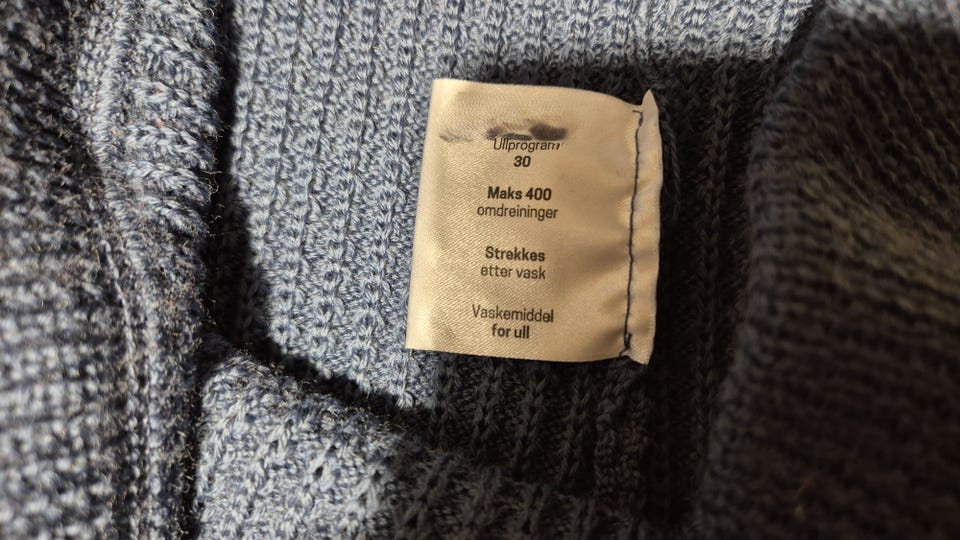 Ullprogram
30
Maks 400
omdreininger
Strekkes
etter vask
Vaskemiddel
for ull